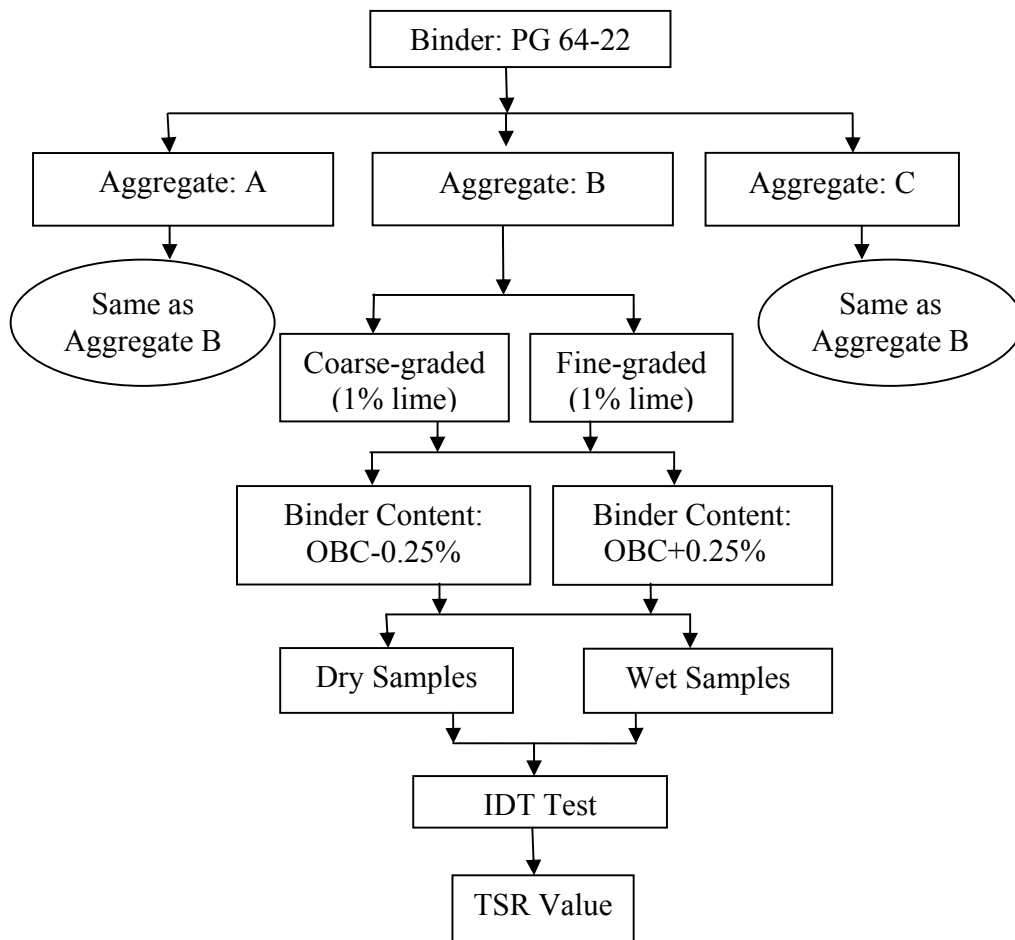 Binder: PG 64-22
Aggregate: A
Aggregate: B
Aggregate: C
Same as
Aggregate B
Same as
Aggregate B
Coarse-graded
(1% lime)
Fine-graded
(1% lime)
Binder Content:
OBC-0.25%
Binder Content:
OBC+0.25%
Dry Samples
Wet Samples
IDT Test
TSR Value